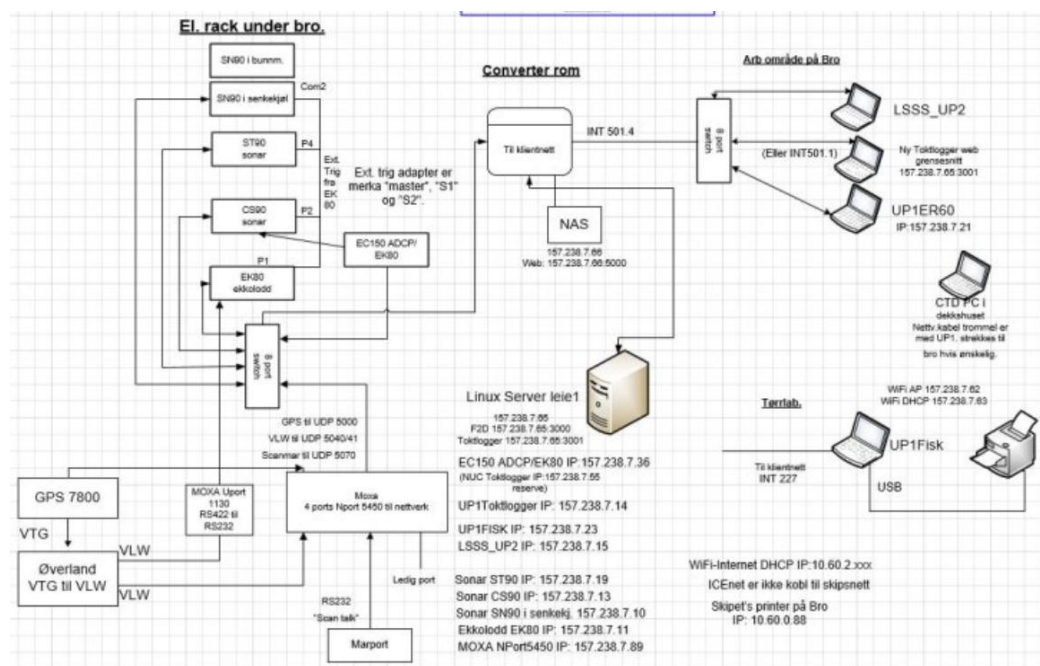 El. rack under bro.
SN90 i bunnm.
SN90 i senkekjøl
Com2
ST90
sonar
P4
CS90
sonar
P2
Ext.
Trig
fra
EK
80
Ext. trig adapter er
merka "master", "S1"
og "S2".
EC150 ADCP/
EK80
P1
EK80
ekkolodd
8 port
switch
GPS til UDP 5000
VLW til UDP 5040/41
Scanmar til UDP 5070
GPS 7800
VTG
Øverland
VTG til VLW
VLW
VLW
MOXA Uport
1130
RS422 til
RS232
Moxa
4 ports Nport 5450 til nettverk
Ledig port
RS232
"Scan talk"
Marport
Converter rom
Til klientnett
INT 501.4
NAS
157.238.7.66
Web: 157.238.7.66:5000
Linux Server leie1
157.238.7.65
F2D 157.238.7.65:3000
Toktlogger 157.238.7.65:3001
EC150 ADCP/EK80 IP:157.238.7.36
(NUC Toktlogger IP:157.238.7.55
reserve)
UP1Toktlogger IP: 157.238.7.14
UP1FISK IP: 157.238.7.23
LSSS_UP2 IP: 157.238.7.15
Sonar ST90 IP: 157.238.7.19
Sonar CS90 IP: 157.238.7.13
Sonar SN90 i senkekj. 157.238.7.10
Ekkolodd EK80 IP: 157.238.7.11
MOXA NPort5450 IP: 157.238.7.89
Arb område på Bro
8 port
switch
LSSS_UP2
(Eller INT501.1)
Ny Toktlogger web
grensesnitt
157.238.7.65:3001
UP1ER60
IP:157.238.7.21
CTD PC i
dekkshuset
Nettv.kabel trommel er
med UP1. strekkes til
bro hvis ønskelig.
WiFi AP 157.238.7.62
WiFi DHCP 157.238.7.63
Tørrlab.
UP1Fisk
Til klientnett
INT 227
USB
WiFi-Internet DHCP IP:10.60.2.xxx
ICEnet er ikke kobl til skipsnett
Skipet's printer på Bro
IP: 10.60.0.88